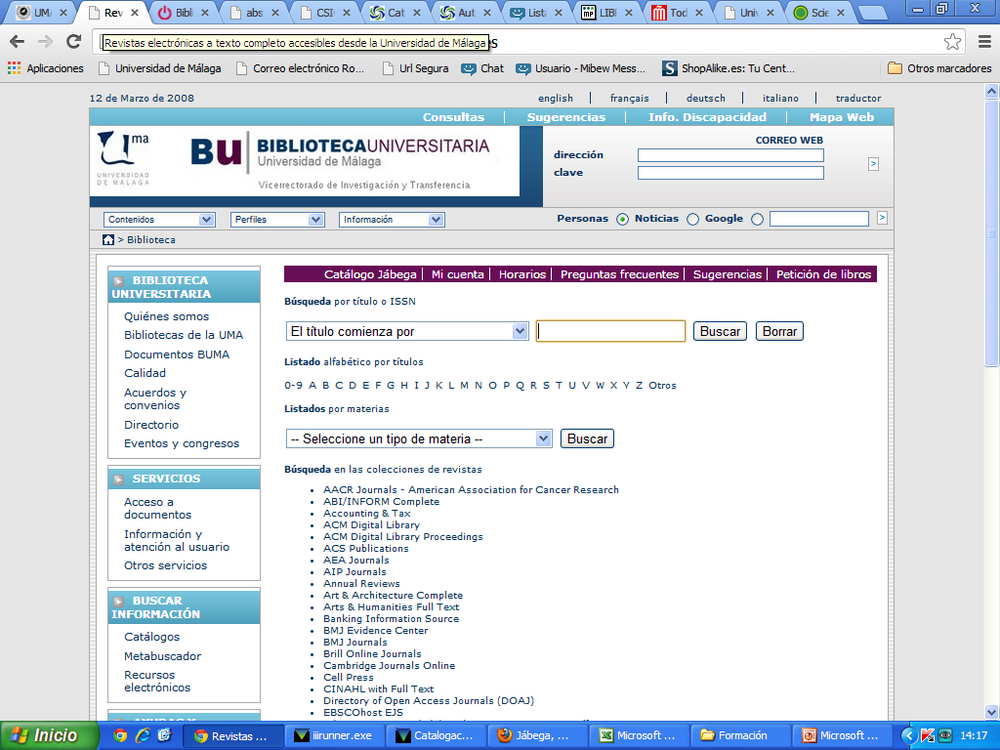 UM
Rev
Bibl
abs
CSI
Cat
Aut
Lista
LIBI
Tod
Uni
Scie
Revistas electrónicas a texto completo accesibles desde la Universidad de Málaga
Aplicaciones Universidad de Málaga Correo electrónico Ro... Url Segura Chat Usuario - Mibew Mess... ShopAlike.es: Tu Cent... Otros marcadores
12 de Marzo de 2008 english français deutsch italiano traductor
Consultas Sugerencias Info. Discapacidad Mapa Web
uma
UNIVERSIDAD
DE MÁLAGA
Bu BIBLIOTECAUNIVERSITARIA
Universidad de Málaga
Vicerrectorado de Investigación y Transferencia
CORREO WEB
dirección
clave
>
Contenidos Perfiles Información Personas Noticias Google >
> Biblioteca
BIBLIOTECA
UNIVERSITARIA
Quiénes somos
Bibliotecas de la UMA
Documentos BUMA
Calidad
Acuerdos y
convenios
Directorio
Eventos y congresos
SERVICIOS
Acceso a
documentos
Información y
atención al usuario
Otros servicios
BUSCAR
INFORMACIÓN
Catálogos
Metabuscador
Recursos
electrónicos
Catálogo Jábega Mi cuenta Horarios Preguntas frecuentes Sugerencias Petición de libros
Búsqueda por título o ISSN
El título comienza por Buscar Borrar
Listado alfabético por títulos
0-9 A B C D E F G H I J K L M N O P Q R S T U V W X Y Z Otros
Listados por materias
-- Seleccione un tipo de materia -- Buscar
Búsqueda en las colecciones de revistas
AACR Journals - American Association for Cancer Research
ABI/INFORM Complete
Accounting & Tax
ACM Digital Library
ACM Digital Library Proceedings
ACS Publications
AEA Journals
AIP Journals
Annual Reviews
Art & Architecture Complete
Arts & Humanities Full Text
Banking Information Source
BMJ Evidence Center
BMJ Journals
Brill Online Journals
Cambridge Journals Online
Cell Press
CINAHL with Full Text
Directory of Open Access Journals (DOAJ)
EBSCOhost EJS
Inicio Revistas ... iiirunner.exe Catalogac... Jábega, ... Microsoft ... Formación Microsoft ... 14:17